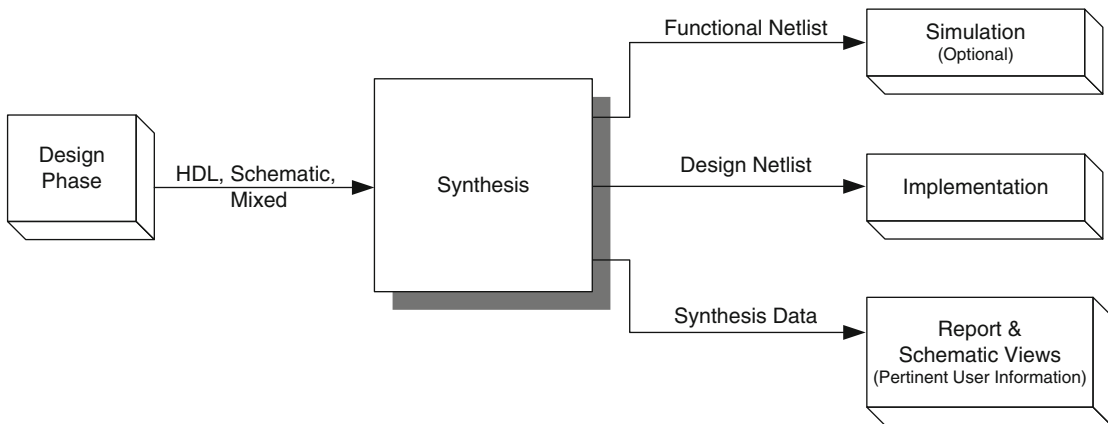 Design
Phase
HDL, Schematic,
Mixed
Synthesis
Functional Netlist
Simulation
(Optional)
Design Netlist
Implementation
Synthesis Data
Report &
Schematic Views
(Pertinent User Information)